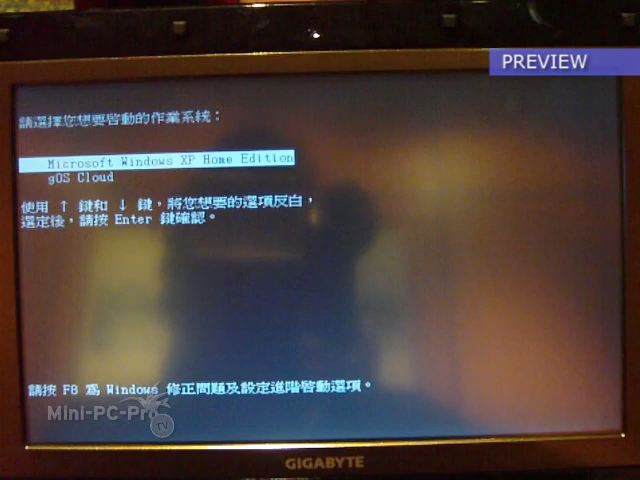 PREVIEW
請選擇您想要啓動的作業系統：
Microsoft Windows XP Home Edition
gOS Cloud
使用 ↑ 鍵和 ↓ 鍵，將您想要的選項反白，
選定後，請按 Enter 鍵確認。
請按 F8 爲 Windows 修正問題及設定進階啓動選項。
Mini-PC-Pro
TV
GIGABYTE